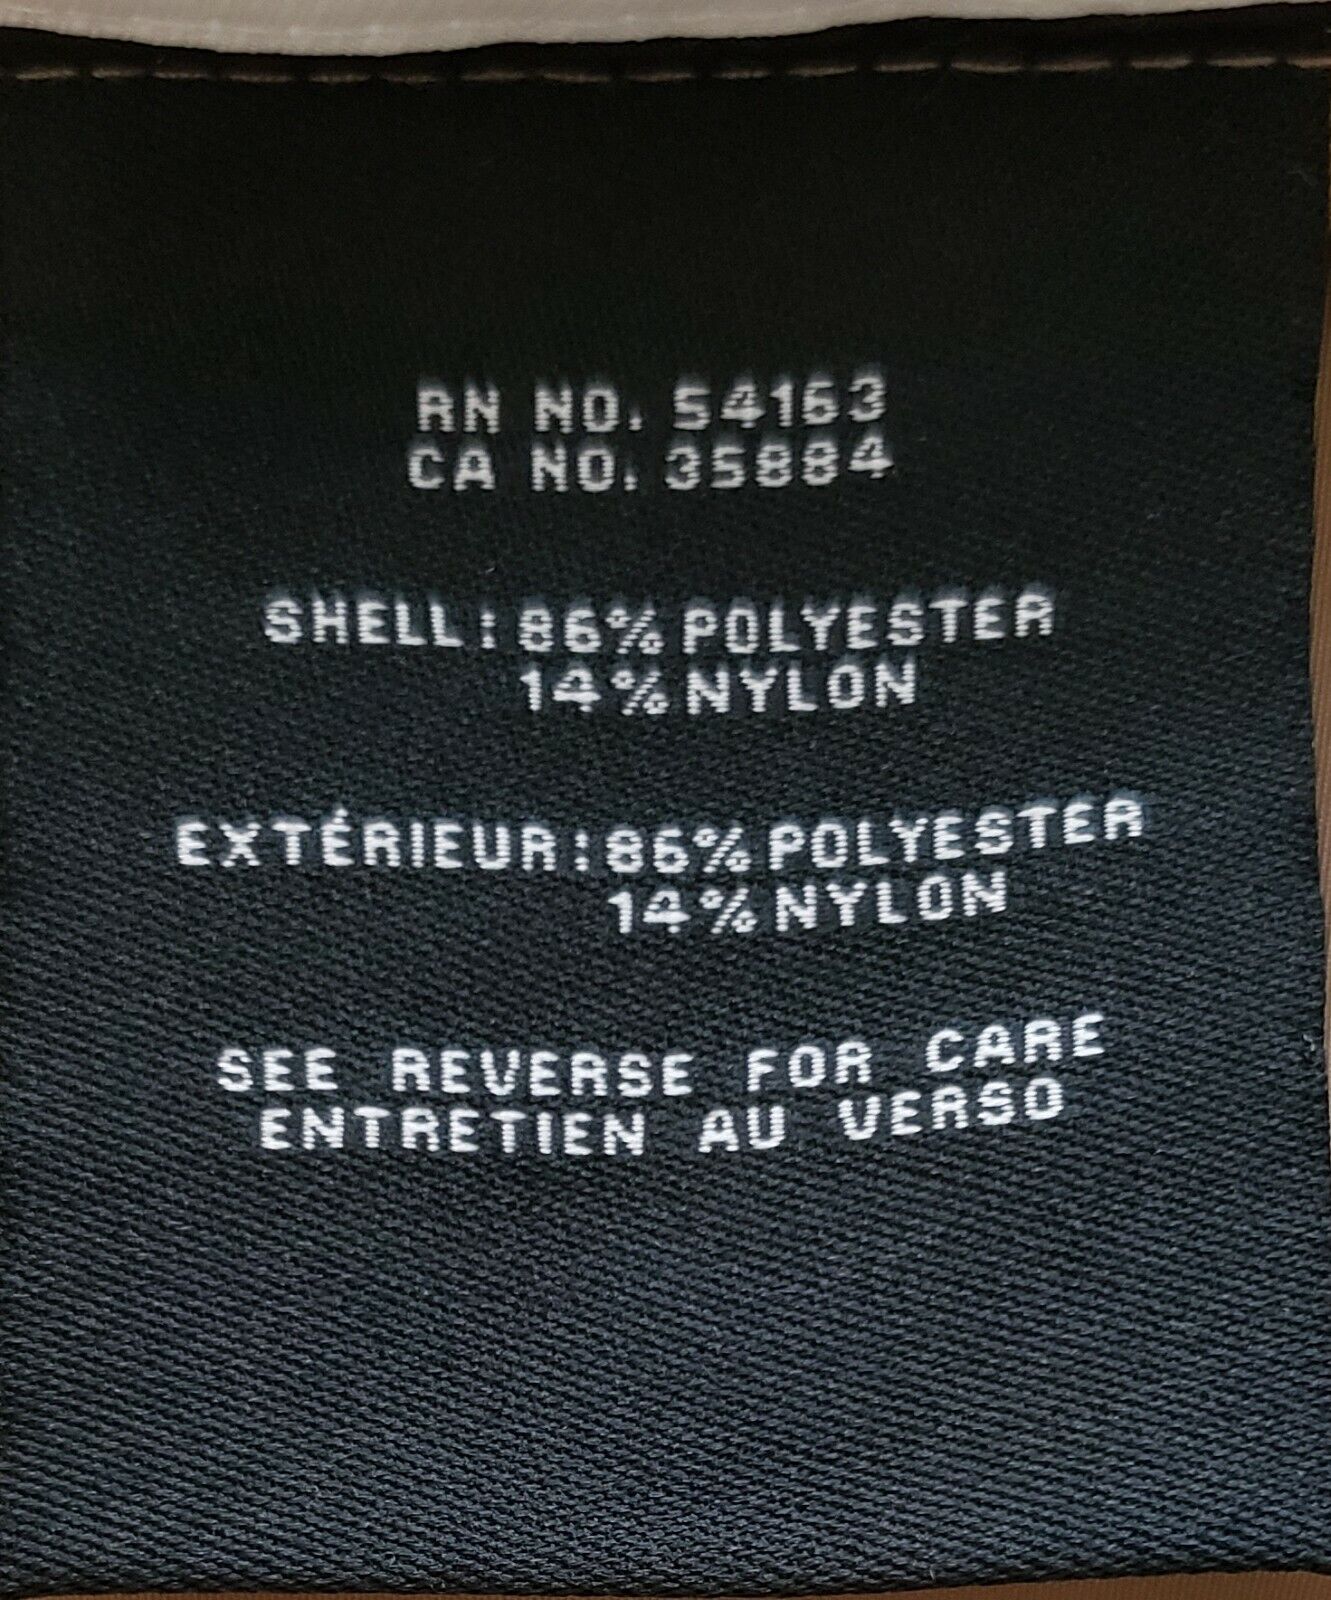 RN NO. 54163
CA NO. 35884
SHELL: 86% POLYESTER
14% NYLON
EXTÉRIEUR: 86% POLYESTER
14% NYLON
SEE REVERSE FOR CARE
ENTRETIEN AU VERSO